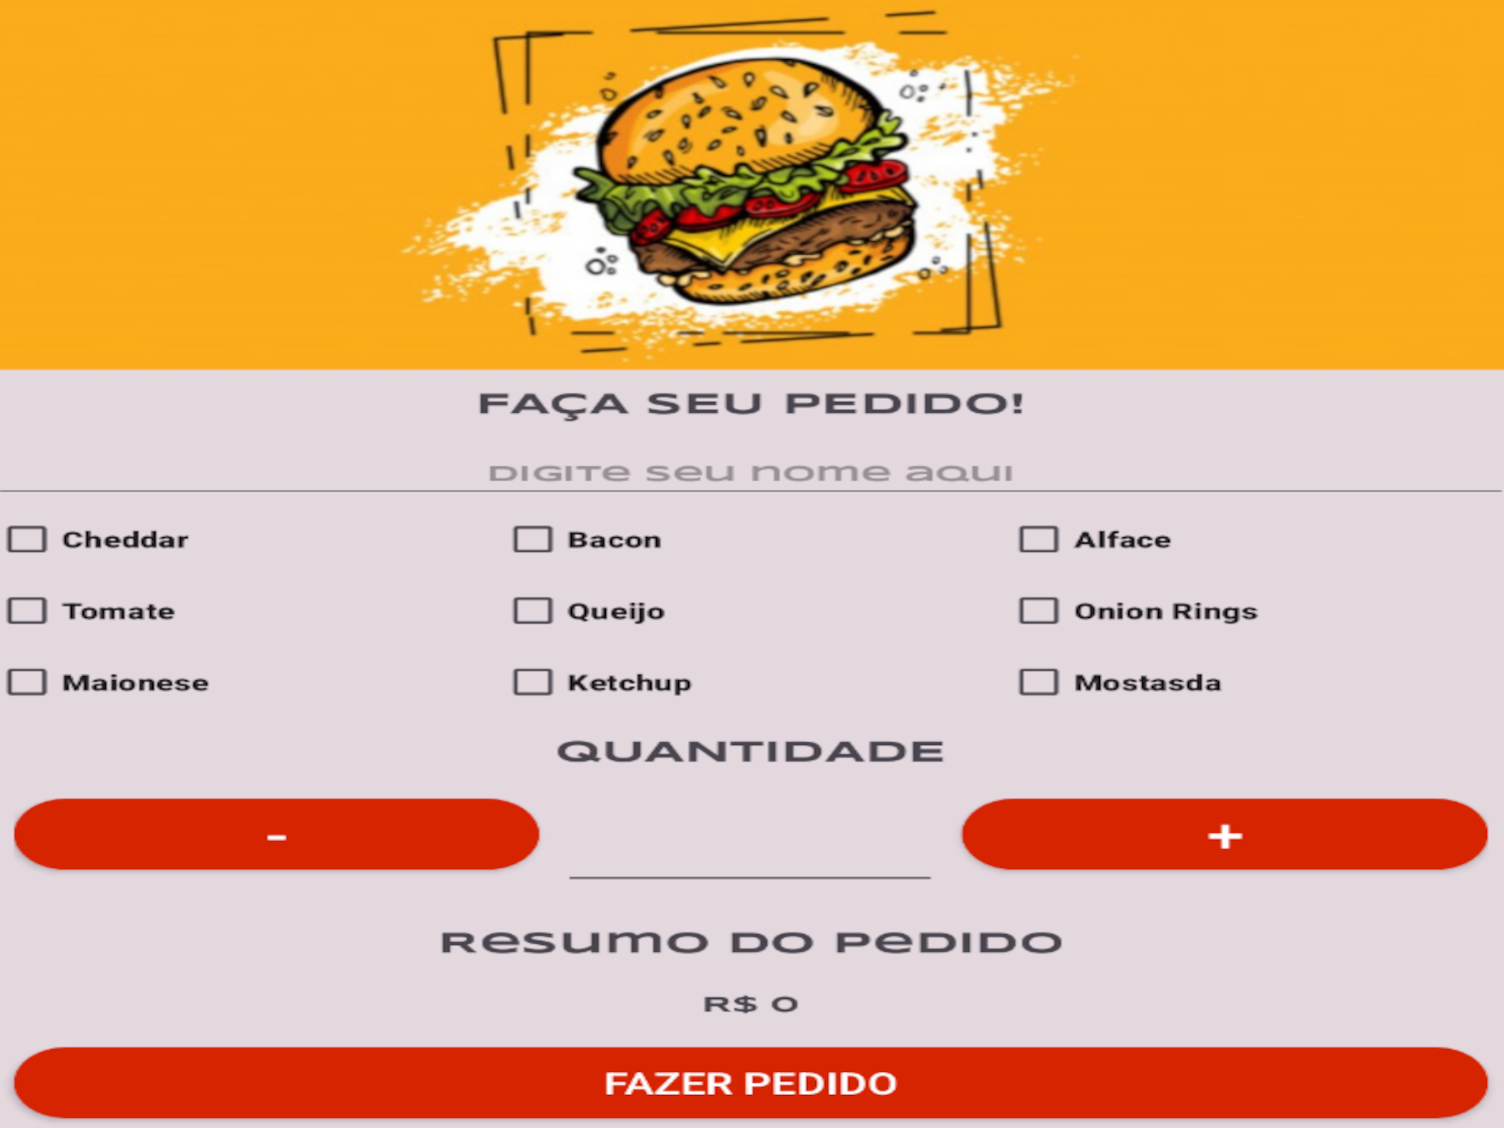 FAÇA SEU PEDIDO!
DIGITe seu nome aqui
Cheddar Bacon Alface
Tomate Queijo Onion Rings
Maionese Ketchup Mostasda
QUANTIDADE
- +
Resumo do Pedido
R$ 0
FAZER PEDIDO